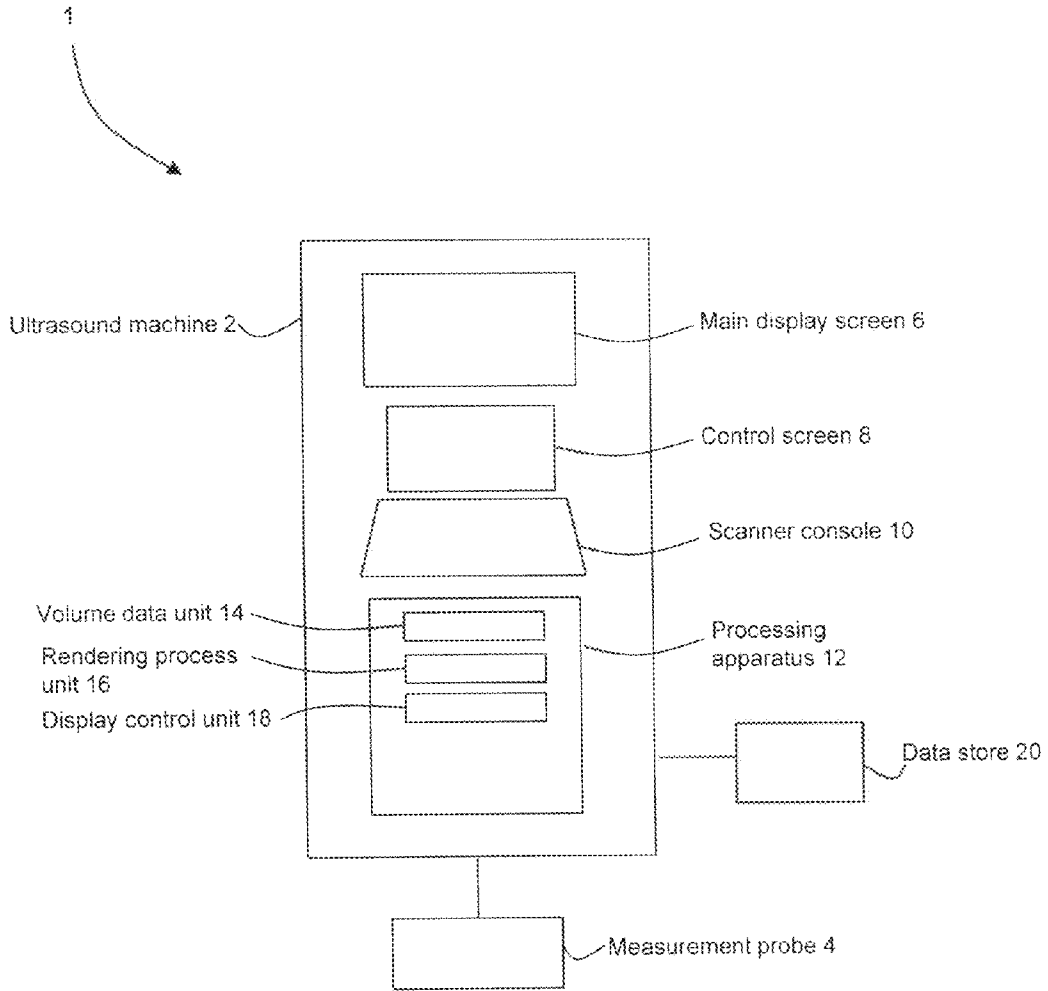 1
Ultrasound machine 2
Main display screen 6
Control screen 8
Scanner console 10
Volume data unit 14
Rendering process
unit 16
Display control unit 18
Processing
apparatus 12
Data store 20
Measurement probe 4